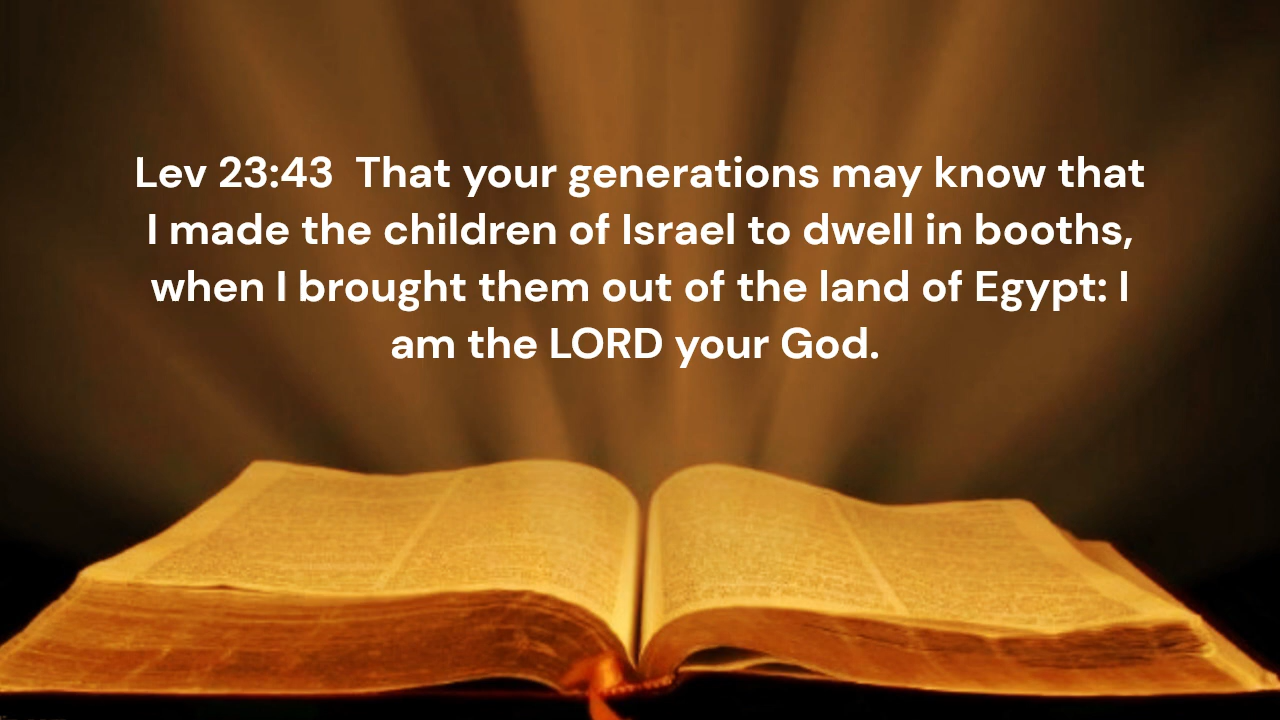 Lev 23:43  That your generations may know that
I made the children of Israel to dwell in booths,
when I brought them out of the land of Egypt: I
am the LORD your God.